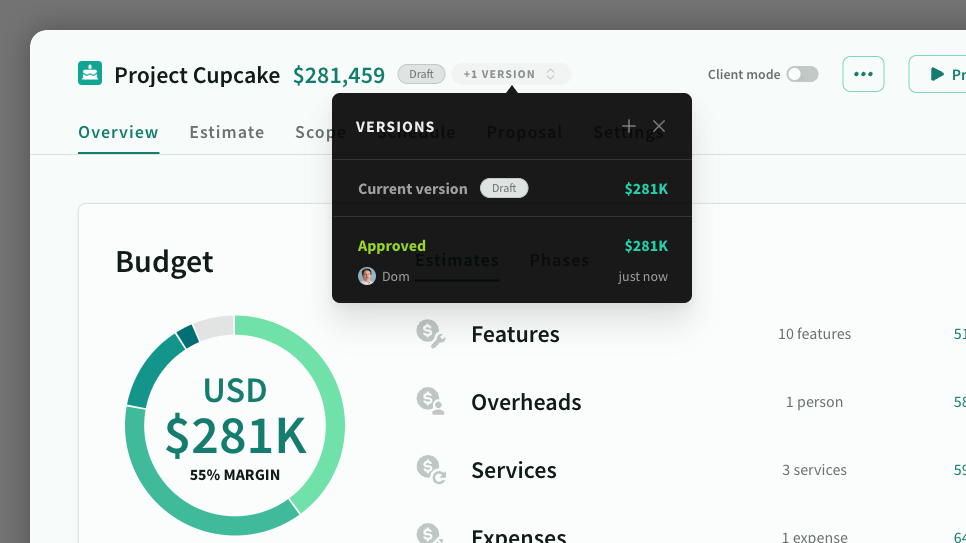 Project Cupcake $281,459 Draft +1 VERSION Client mode Pr
Overview Estimate Scope Schedule Proposal Settings
VERSIONS
Current version Draft $281K
Approved $281K
Dom just now
Budget
Estimates Phases
USD
$281K
55% MARGIN
Features 10 features 51
Overheads 1 person 58
Services 3 services 59
Expenses 1 expense 64